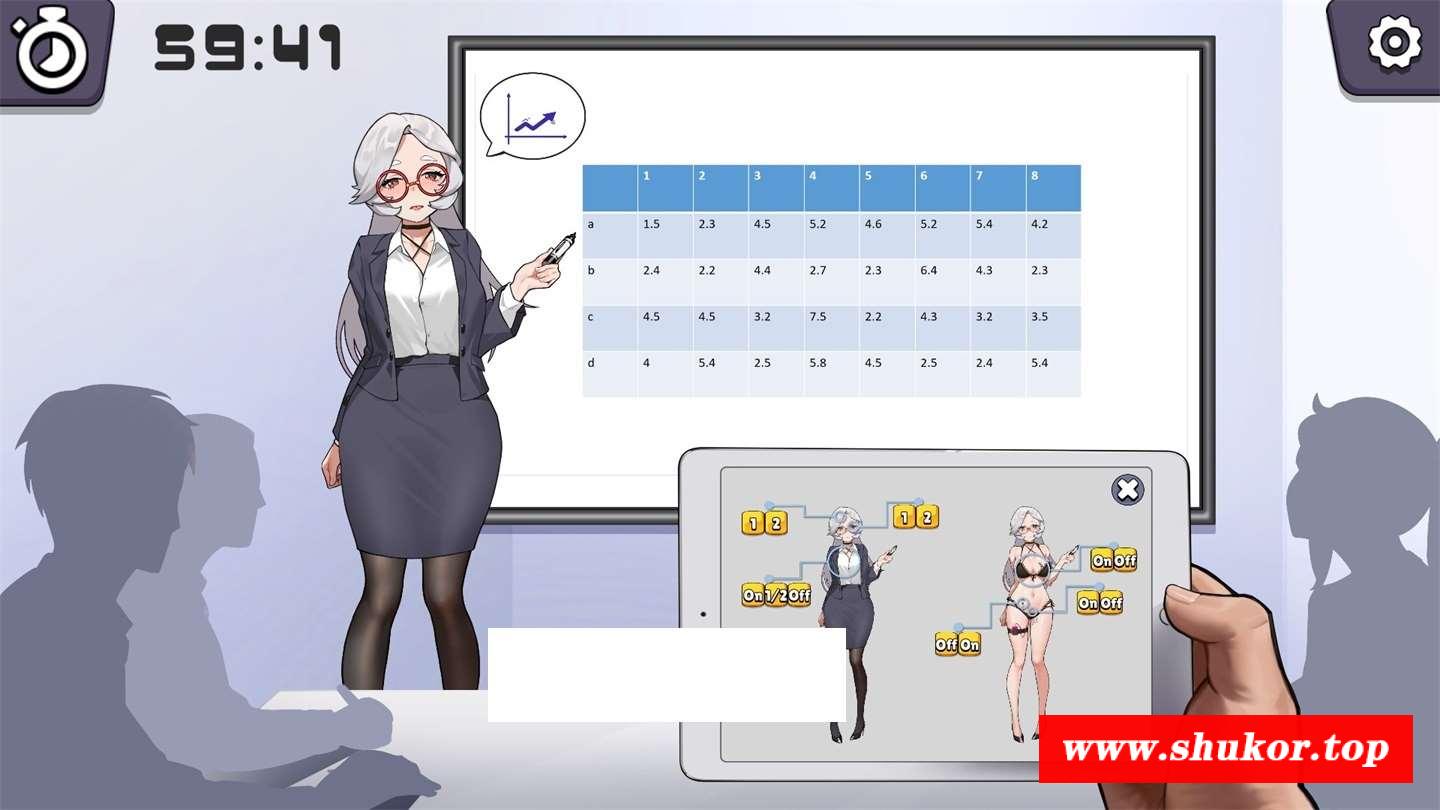 59:41
1 2 3 4 5 6 7 8
a 1.5 2.3 4.5 5.2 4.6 5.2 5.4 4.2
b 2.4 2.2 4.4 2.7 2.3 6.4 4.3 2.3
c 4.5 4.5 3.2 7.5 2.2 4.3 3.2 3.5
d 4 5.4 2.5 5.8 4.5 2.5 2.4 5.4
1 2
1 2
On 1/2 Off
On Off
On Off
Off On
www.shukor.top